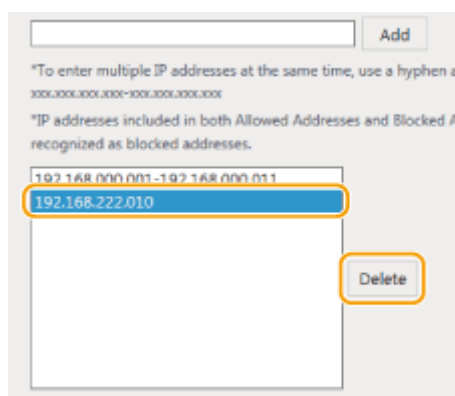 Add
*To enter multiple IP addresses at the same time, use a hyphen a
xxx.xxx.xxx.xxx-xxx.xxx.xxx.xxx
*IP addresses included in both Allowed Addresses and Blocked A
recognized as blocked addresses.
192.168.000.001-192.168.000.011
192.168.222.010
Delete